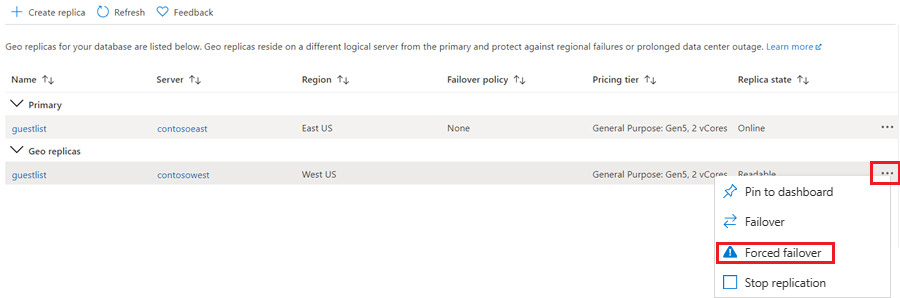 Create replica Refresh Feedback
Geo replicas for your database are listed below. Geo replicas reside on a different logical server from the primary and protect against regional failures or prolonged data center outage. Learn more
Name Server Region Failover policy Pricing tier Replica state
Primary
guestlist contosoeast East US None General Purpose: Gen5, 2 vCores Online
Geo replicas
guestlist contosowest West US General Purpose: Gen5, 2 vCores Readable
Pin to dashboard
Failover
Forced failover
Stop replication